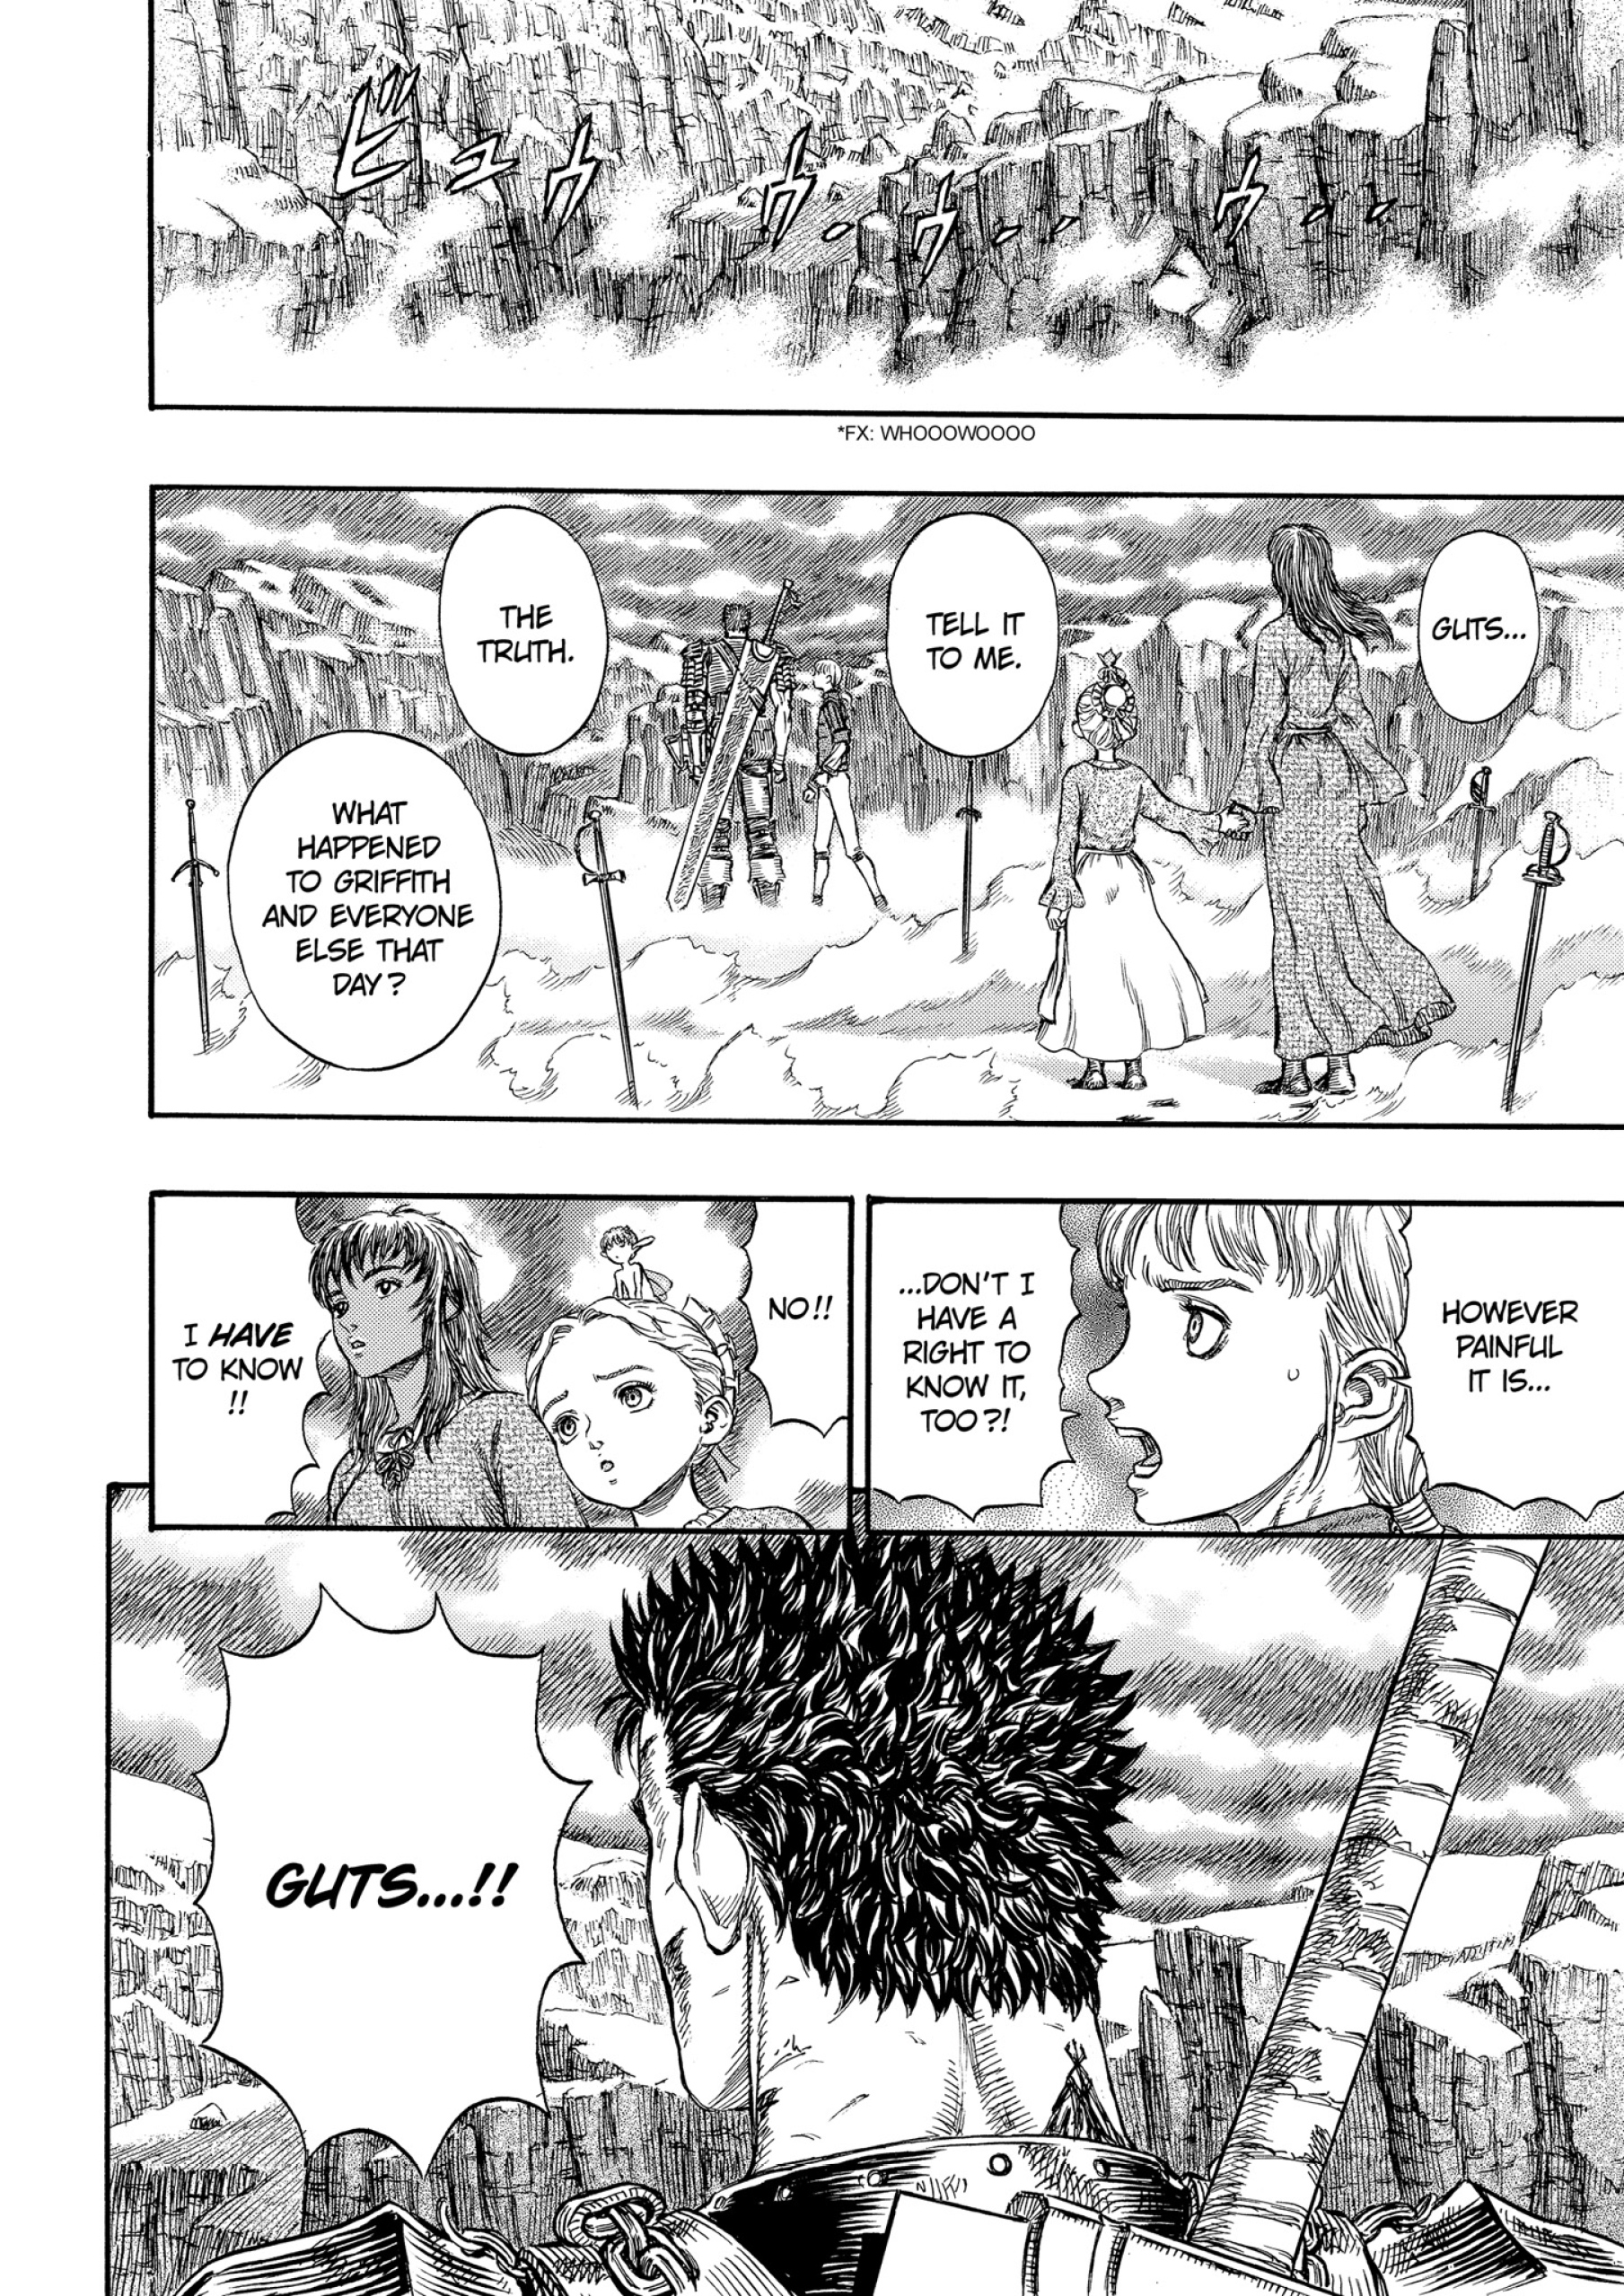 ビュウウ・ウ・・ウ・・
*FX: WHOOOWOOOO
GUTS...
TELL IT
TO ME.
THE
TRUTH.
WHAT
HAPPENED
TO GRIFFITH
AND EVERYONE
ELSE THAT
DAY?
HOWEVER
PAINFUL
IT IS...
...DON'T I
HAVE A
RIGHT TO
KNOW IT,
TOO?!
NO!!
I HAVE
TO KNOW
!!
GUTS...!!